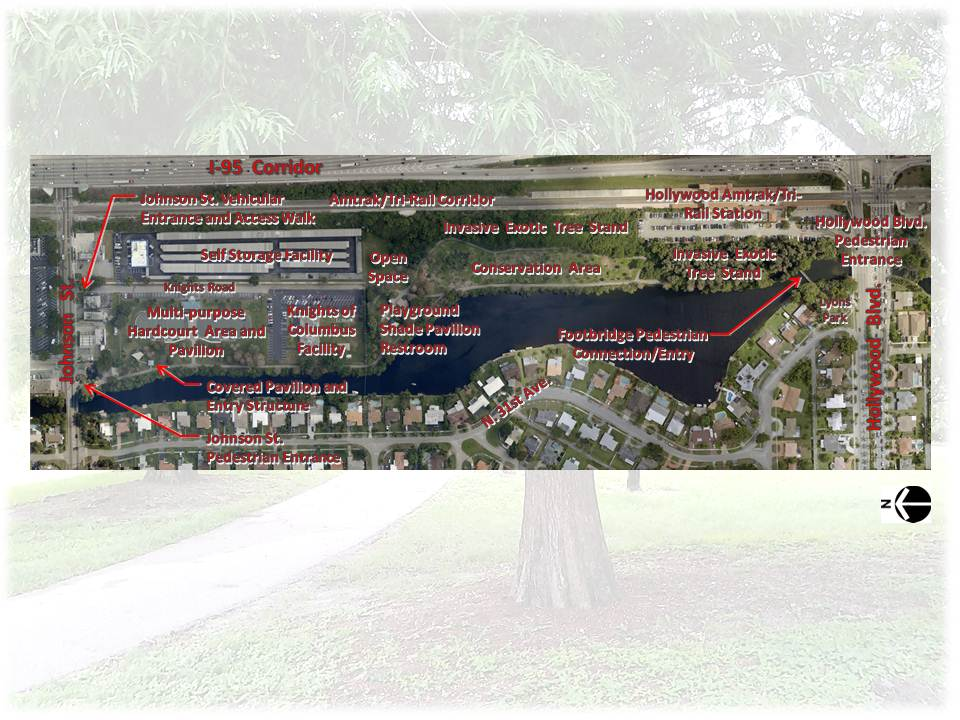 I-95 Corridor
Johnson St. Vehicular
Entrance and Access Walk
Amtrak/Tri-Rail Corridor
Hollywood Amtrak/Tri-
Rail Station
Hollywood Blvd.
Pedestrian
Entrance
Invasive Exotic Tree Stand
Self Storage Facility
Open
Space
Conservation Area
Invasive Exotic
Tree Stand
Knights Road
Johnson St.
Multi-purpose
Hardcourt Area and
Pavilion
Knights of
Columbus
Facility
Playground
Shade Pavilion
Restroom
Footbridge Pedestrian
Connection/Entry
Lyons
Park
Hollywood Blvd.
Covered Pavilion and
Entry Structure
N. 31st Ave.
Johnson St.
Pedestrian Entrance
N